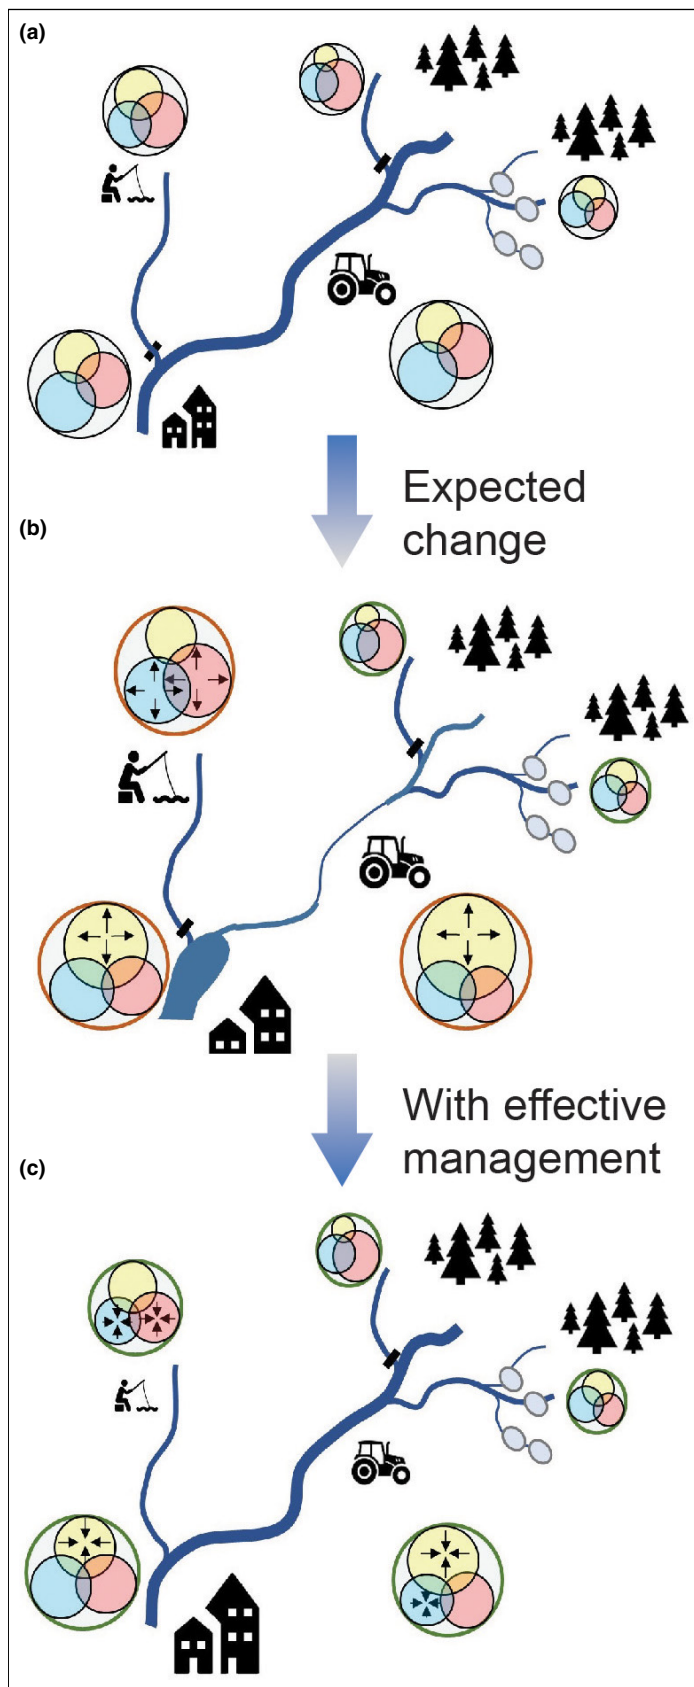 (a)
Expected
change
(b)
With effective
management
(c)